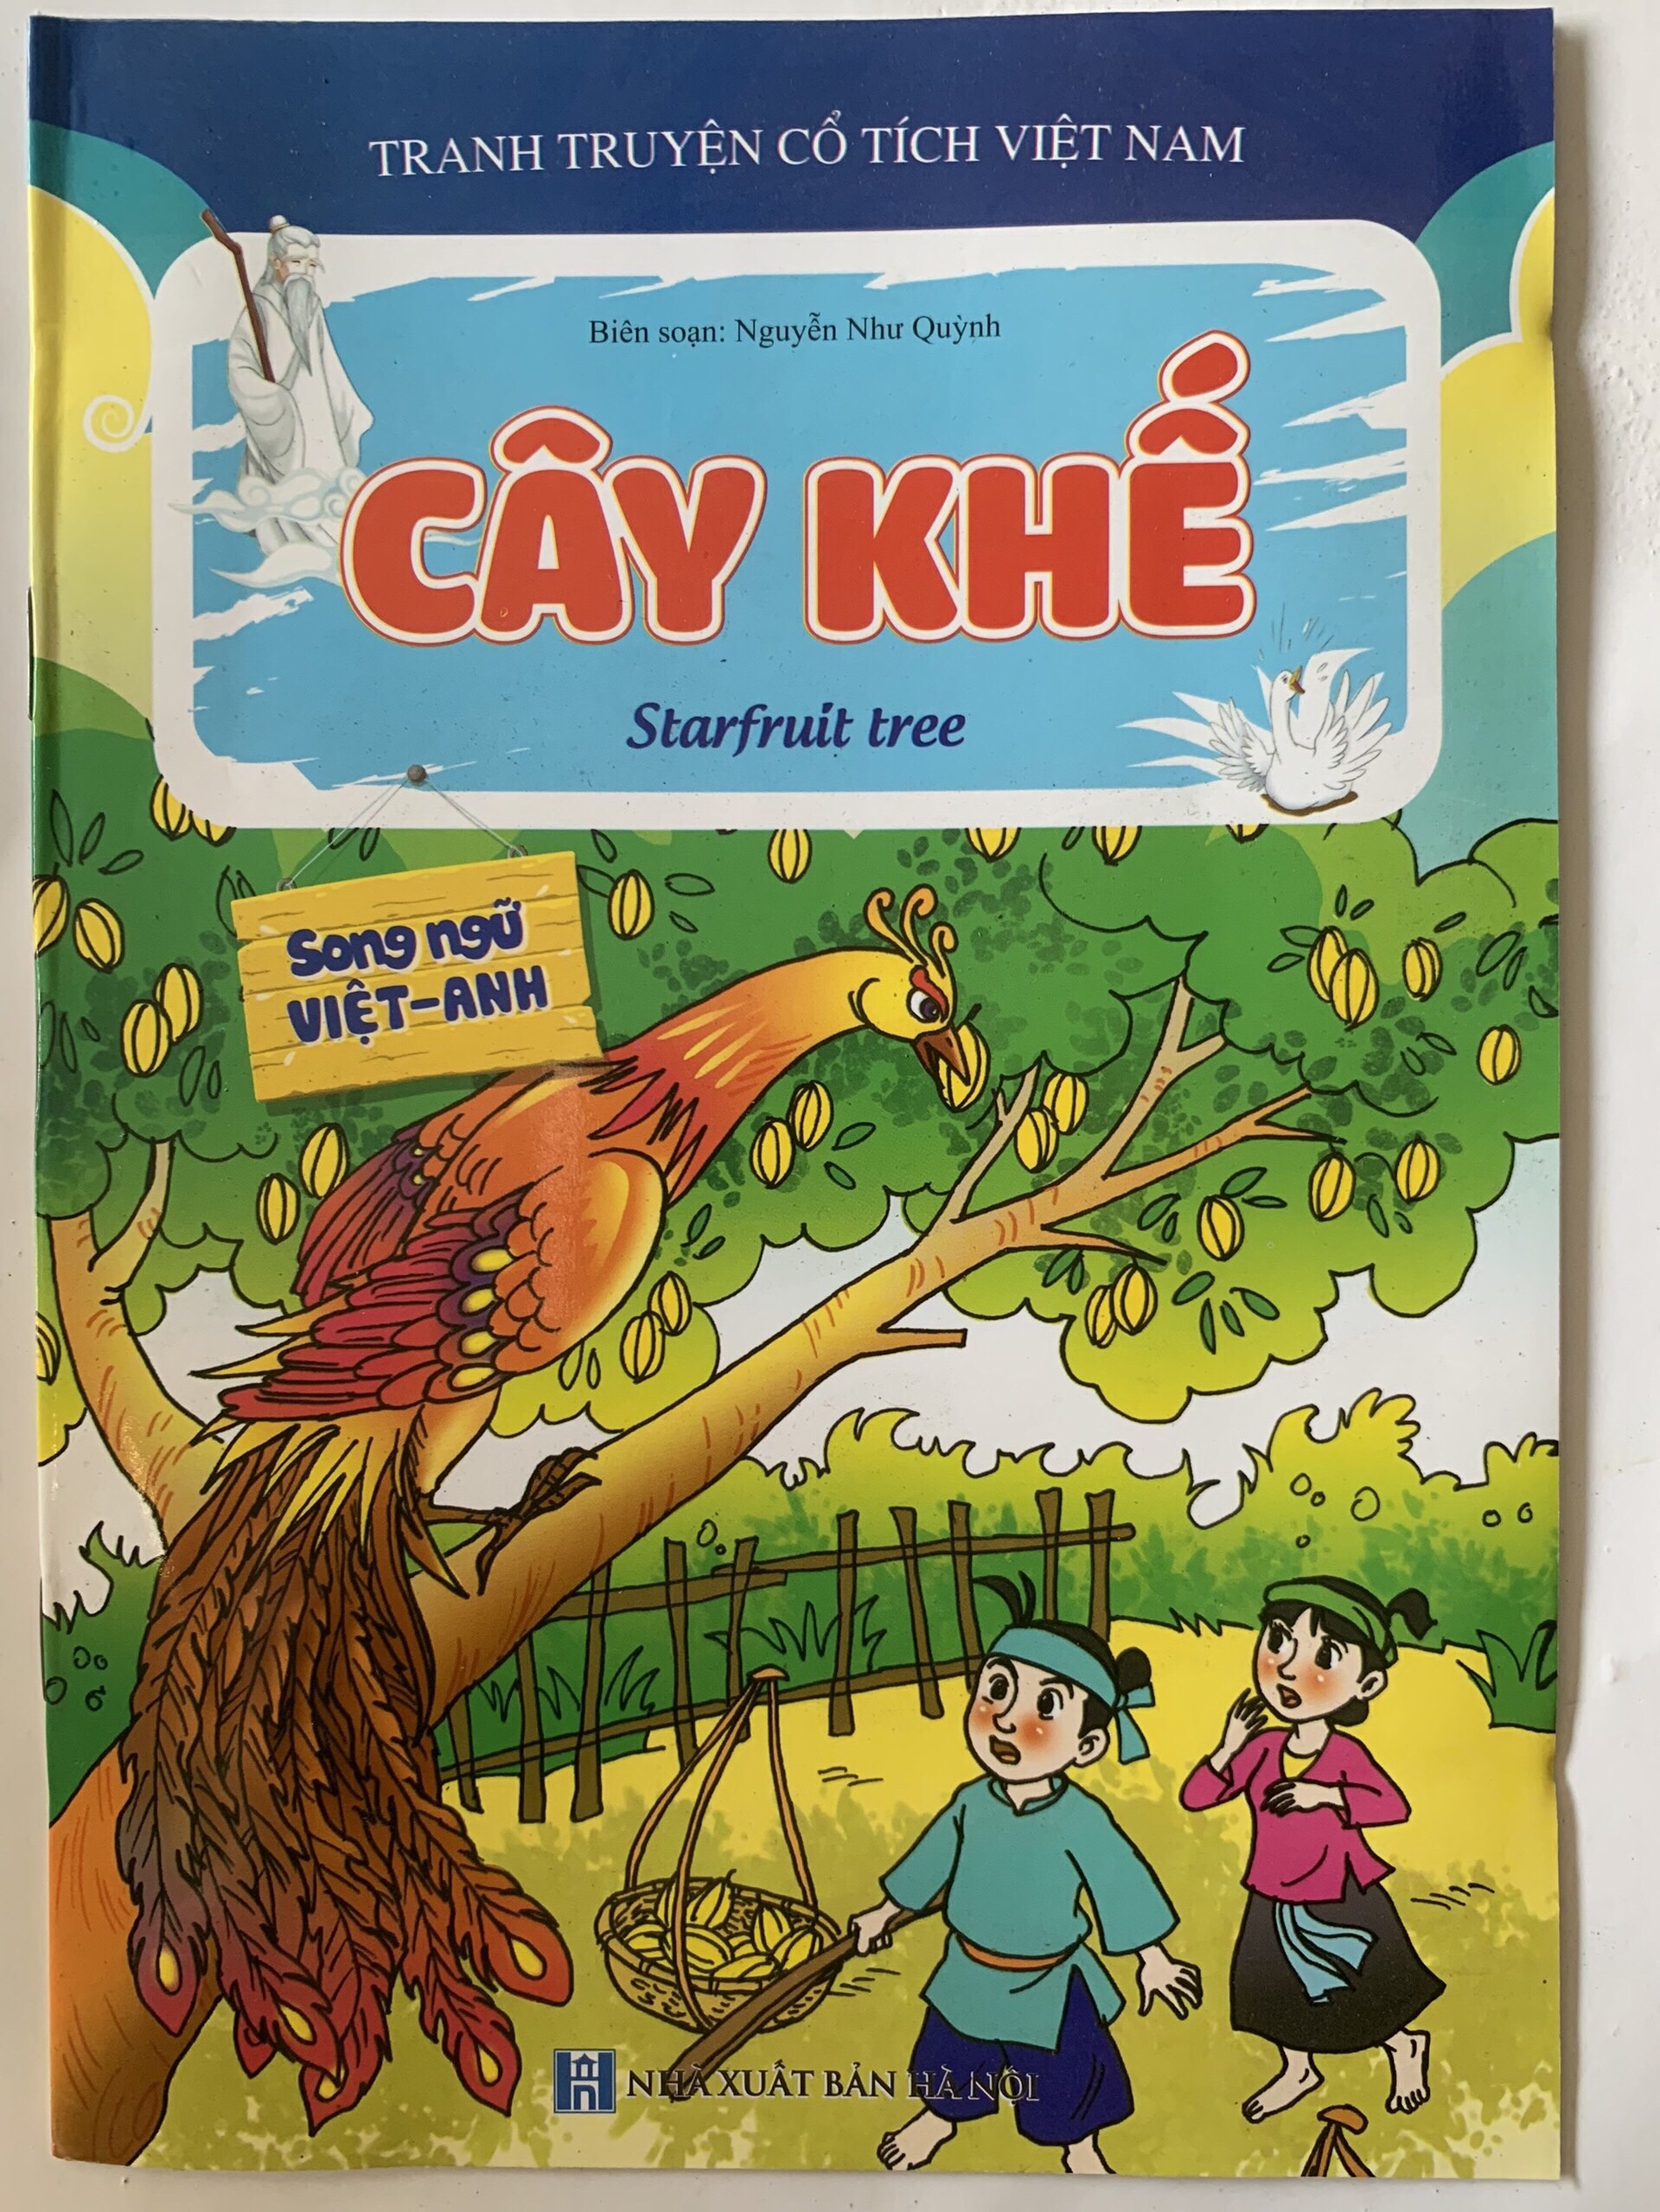 TRANH TRUYỆN CỔ TÍCH VIỆT NAM
Biên soạn: Nguyễn Như Quỳnh
CÂY KHẾ
Starfruit tree
Song ngữ
VIỆT-ANH
NHÀ XUẤT BẢN HÀ NỘI